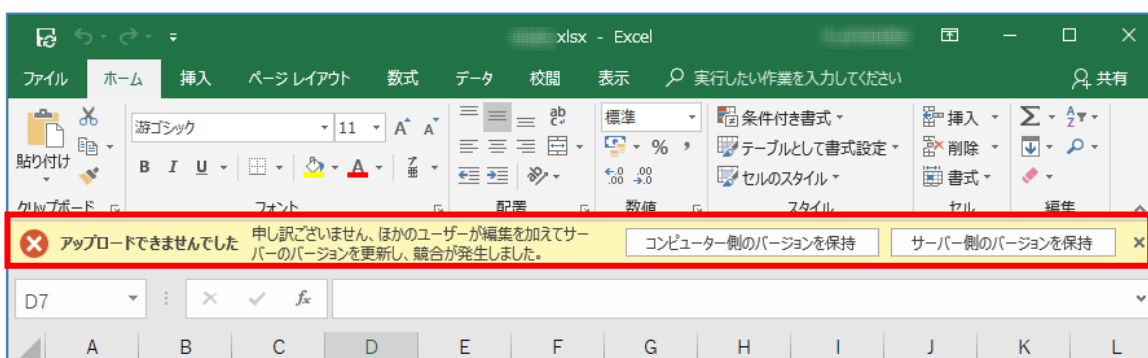 xlsx - Excel
ファイル ホーム 挿入 ページ レイアウト 数式 データ 校閲 表示 実行したい作業を入力してください 共有
游ゴシック 11 A A ab 標準 条件付き書式 挿入 Σ A Z
貼り付け B I U A 亜 % , テーブルとして書式設定 削除
.00 .0 セルのスタイル 書式
クリップボード フォント 配置 数値 スタイル セル 編集
アップロードできませんでした 申し訳ございません、ほかのユーザーが編集を加えてサー
バーのバージョンを更新し、競合が発生しました。 コンピューター側のバージョンを保持 サーバー側のバージョンを保持
D7 fx
A B C D E F G H I J K L